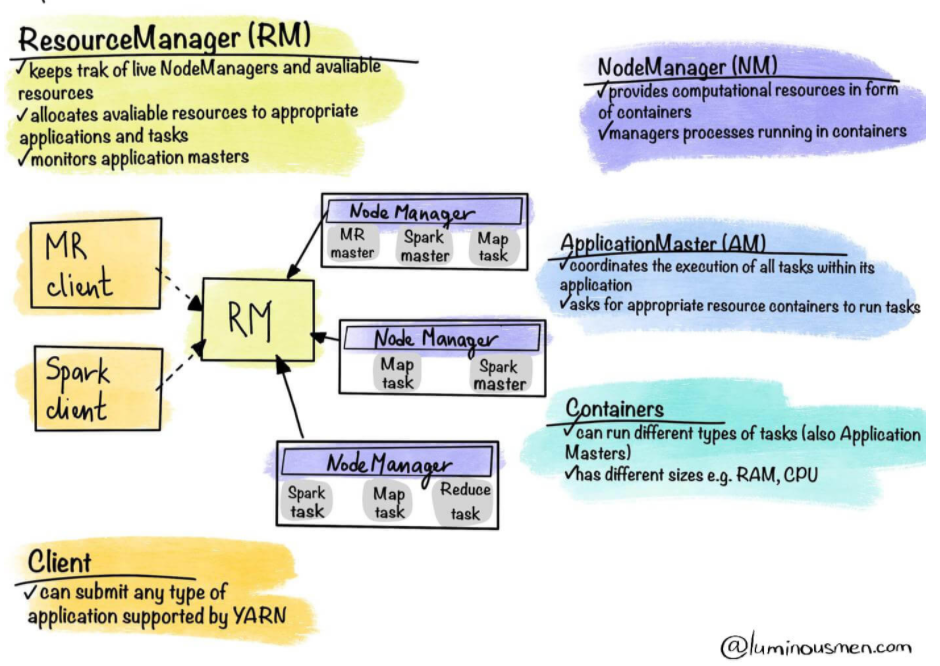 ResourceManager (RM)
✓keeps trak of live NodeManagers and avaliable
resources
✓allocates avaliable resources to appropriate
applications and tasks
✓monitors application masters
NodeManager (NM)
✓provides computational resources in form
of containers
✓managers processes running in containers
MR
client
Spark
client
RM
Node Manager
MR
master
Spark
master
Map
task
Node Manager
Map
task
Spark
master
Node Manager
Spark
task
Map
task
Reduce
task
ApplicationMaster (AM)
✓coordinates the execution of all tasks within its
application
✓asks for appropriate resource containers to run tasks
Containers
✓can run different types of tasks (also Application
Masters)
✓has different sizes e.g. RAM, CPU
Client
✓can submit any type of
application supported by YARN
@luminousmen.com